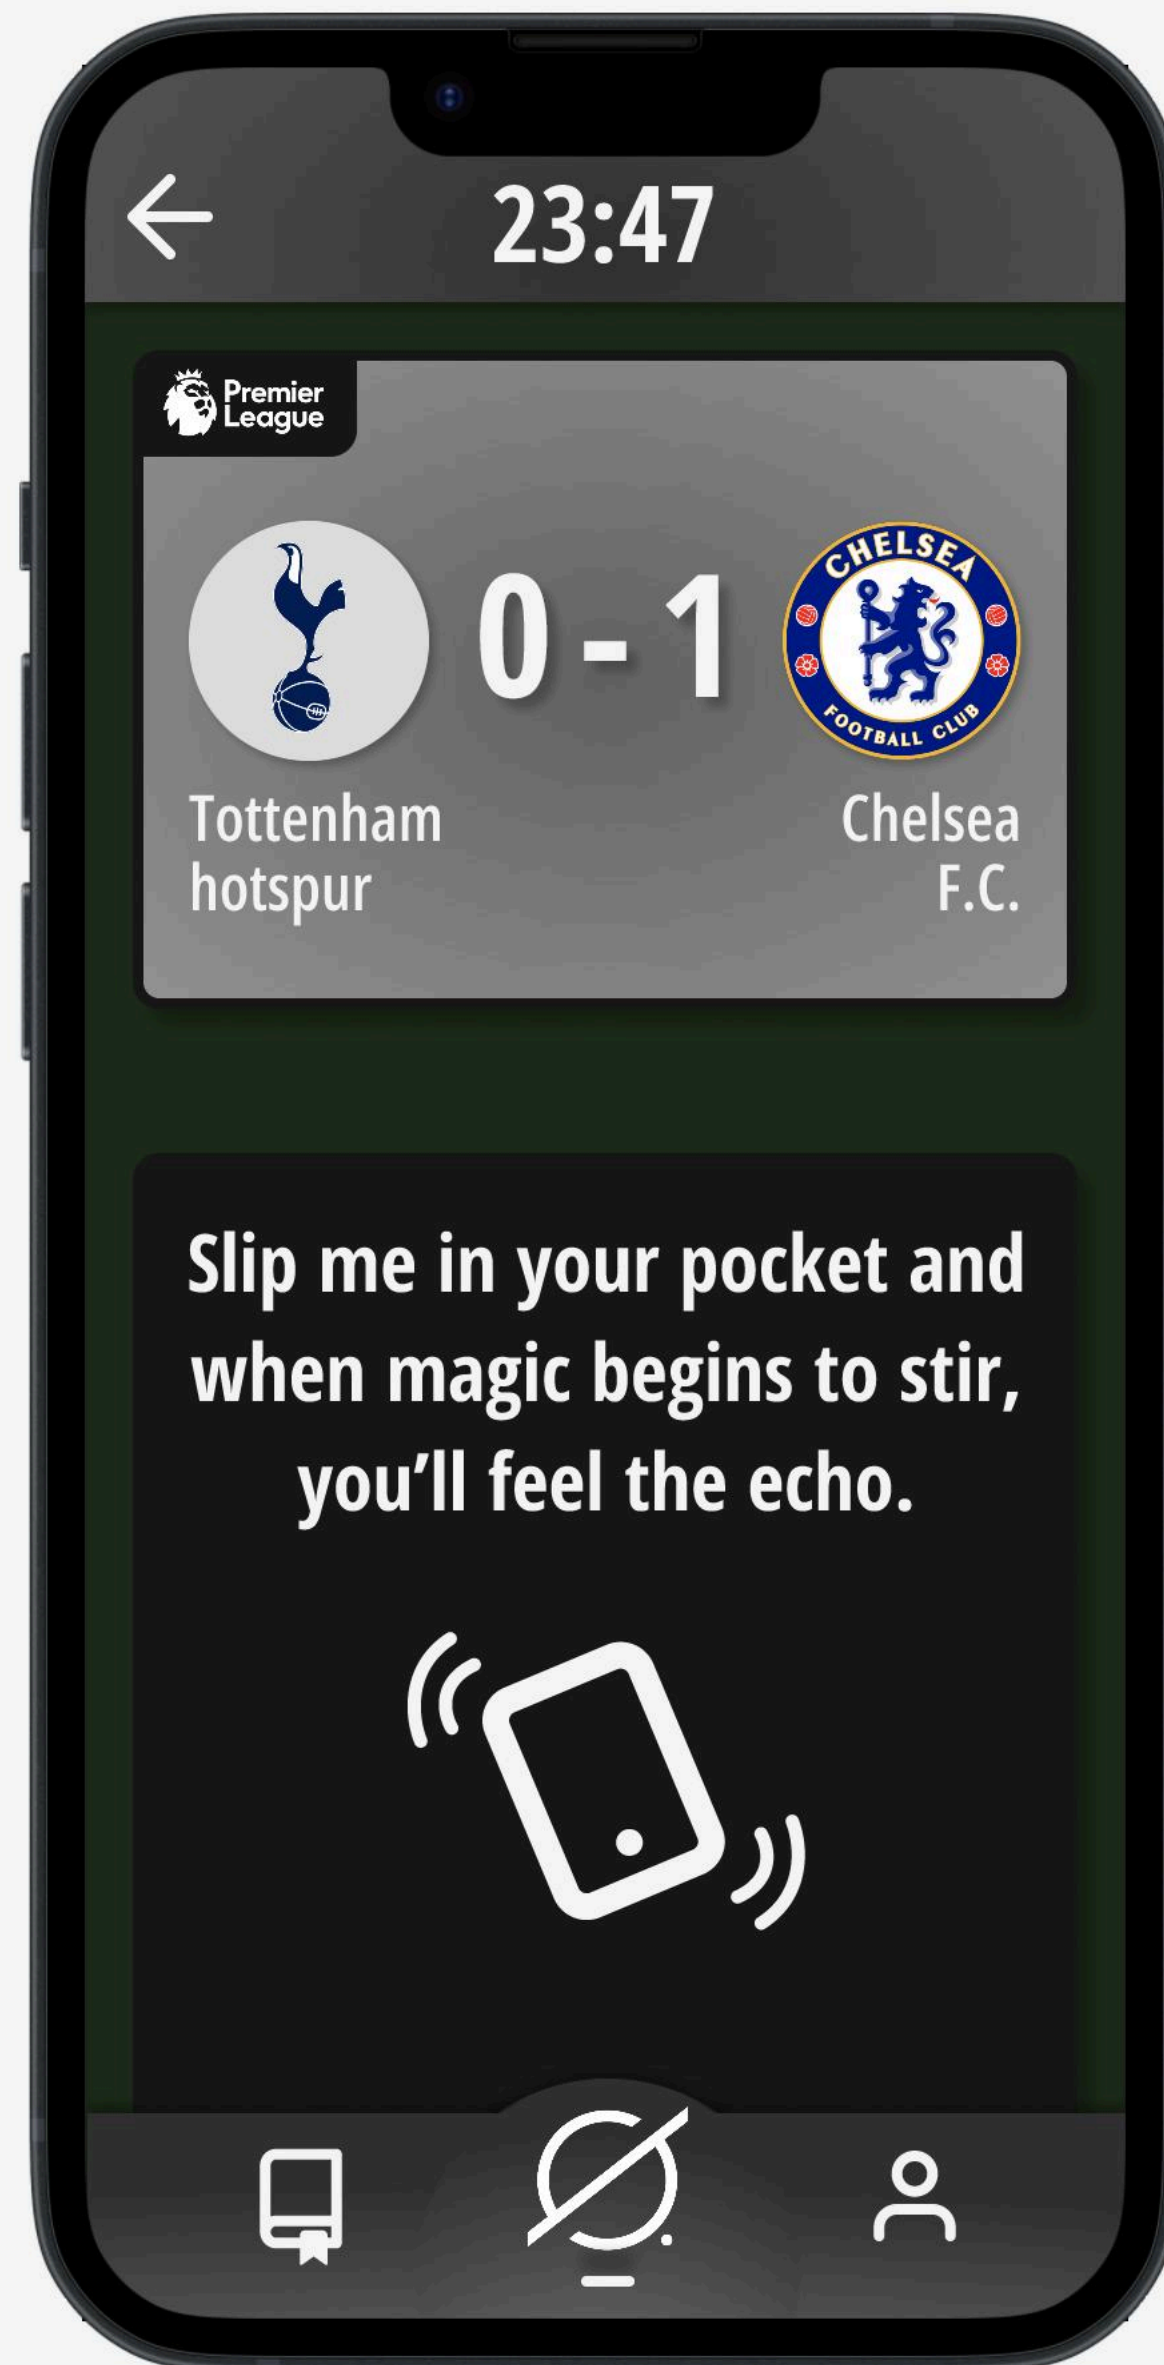 23:47
Premier
League
0 - 1
CHELSEA
FOOTBALL CLUB
Tottenham
hotspur
Chelsea
F.C.
Slip me in your pocket and
when magic begins to stir,
you’ll feel the echo.